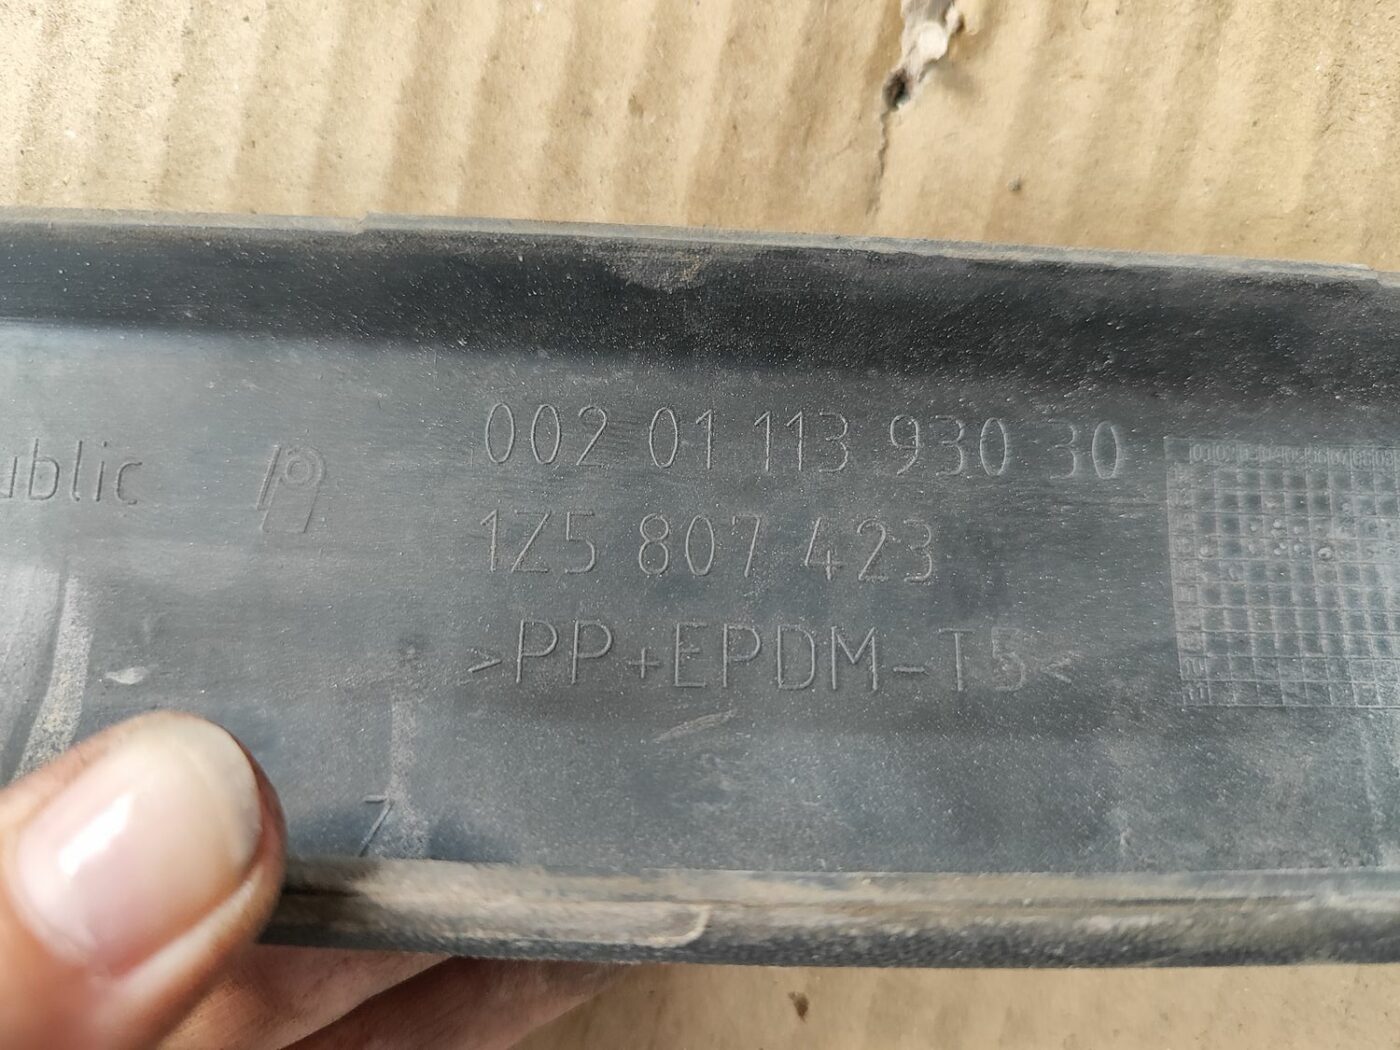 ublic
002 01 113 930 30
1Z5 807 423
>PP+EPDM-T5<